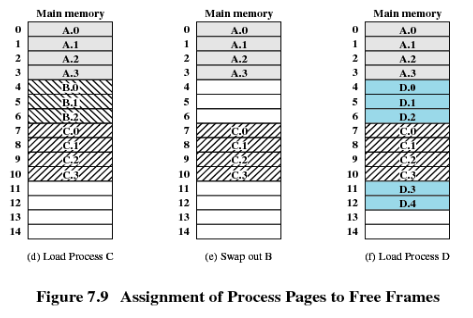 Main memory Main memory Main memory
0 A.0 0 A.0 0 A.0
1 A.1 1 A.1 1 A.1
2 A.2 2 A.2 2 A.2
3 A.3 3 A.3 3 A.3
4 B.0 4 4 D.0
5 B.1 5 5 D.1
6 B.2 6 6 D.2
7 C.0 7 C.0 7 C.0
8 C.1 8 C.1 8 C.1
9 C.2 9 C.2 9 C.2
10 C.3 10 C.3 10 C.3
11 11 11 D.3
12 12 12 D.4
13 13 13
14 14 14
(d) Load Process C (e) Swap out B (f) Load Process D
Figure 7.9 Assignment of Process Pages to Free Frames